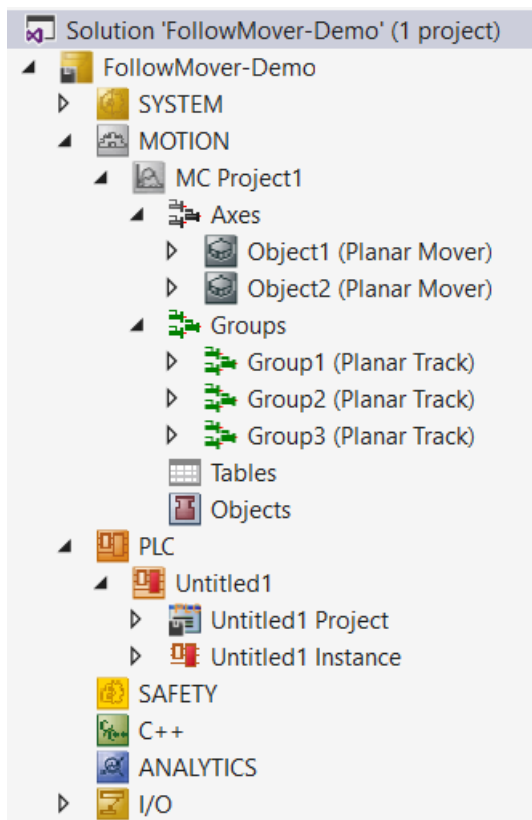 Solution 'FollowMover-Demo' (1 project)
FollowMover-Demo
SYSTEM
MOTION
MC Project1
Axes
Object1 (Planar Mover)
Object2 (Planar Mover)
Groups
Group1 (Planar Track)
Group2 (Planar Track)
Group3 (Planar Track)
Tables
Objects
PLC
Untitled1
Untitled1 Project
Untitled1 Instance
SAFETY
C++
ANALYTICS
I/O